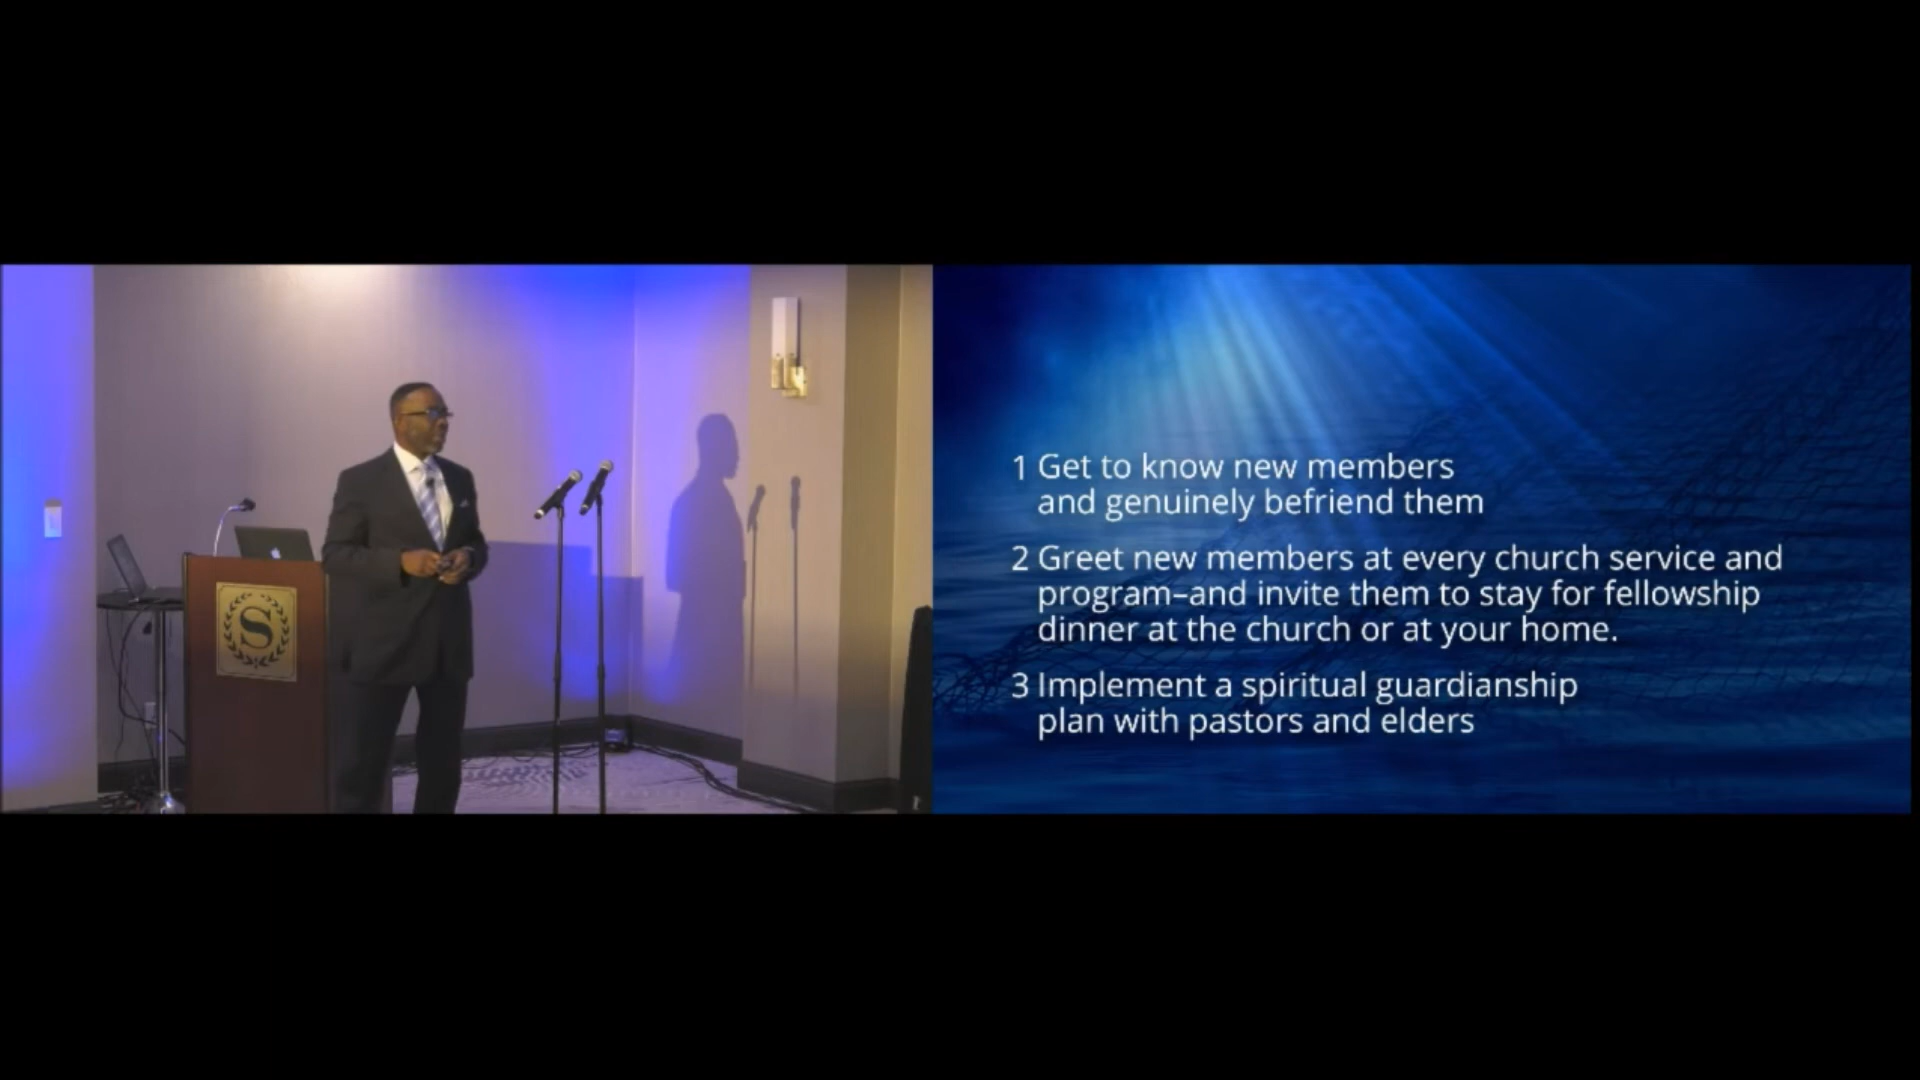 S
1 Get to know new members
and genuinely befriend them
2 Greet new members at every church service and
program–and invite them to stay for fellowship
dinner at the church or at your home.
3 Implement a spiritual guardianship
plan with pastors and elders